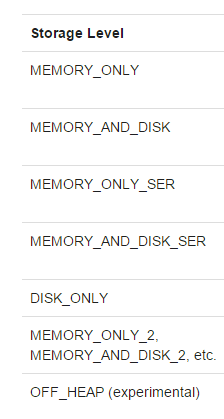 Storage Level
MEMORY_ONLY
MEMORY_AND_DISK
MEMORY_ONLY_SER
MEMORY_AND_DISK_SER
DISK_ONLY
MEMORY_ONLY_2,
MEMORY_AND_DISK_2, etc.
OFF_HEAP (experimental)